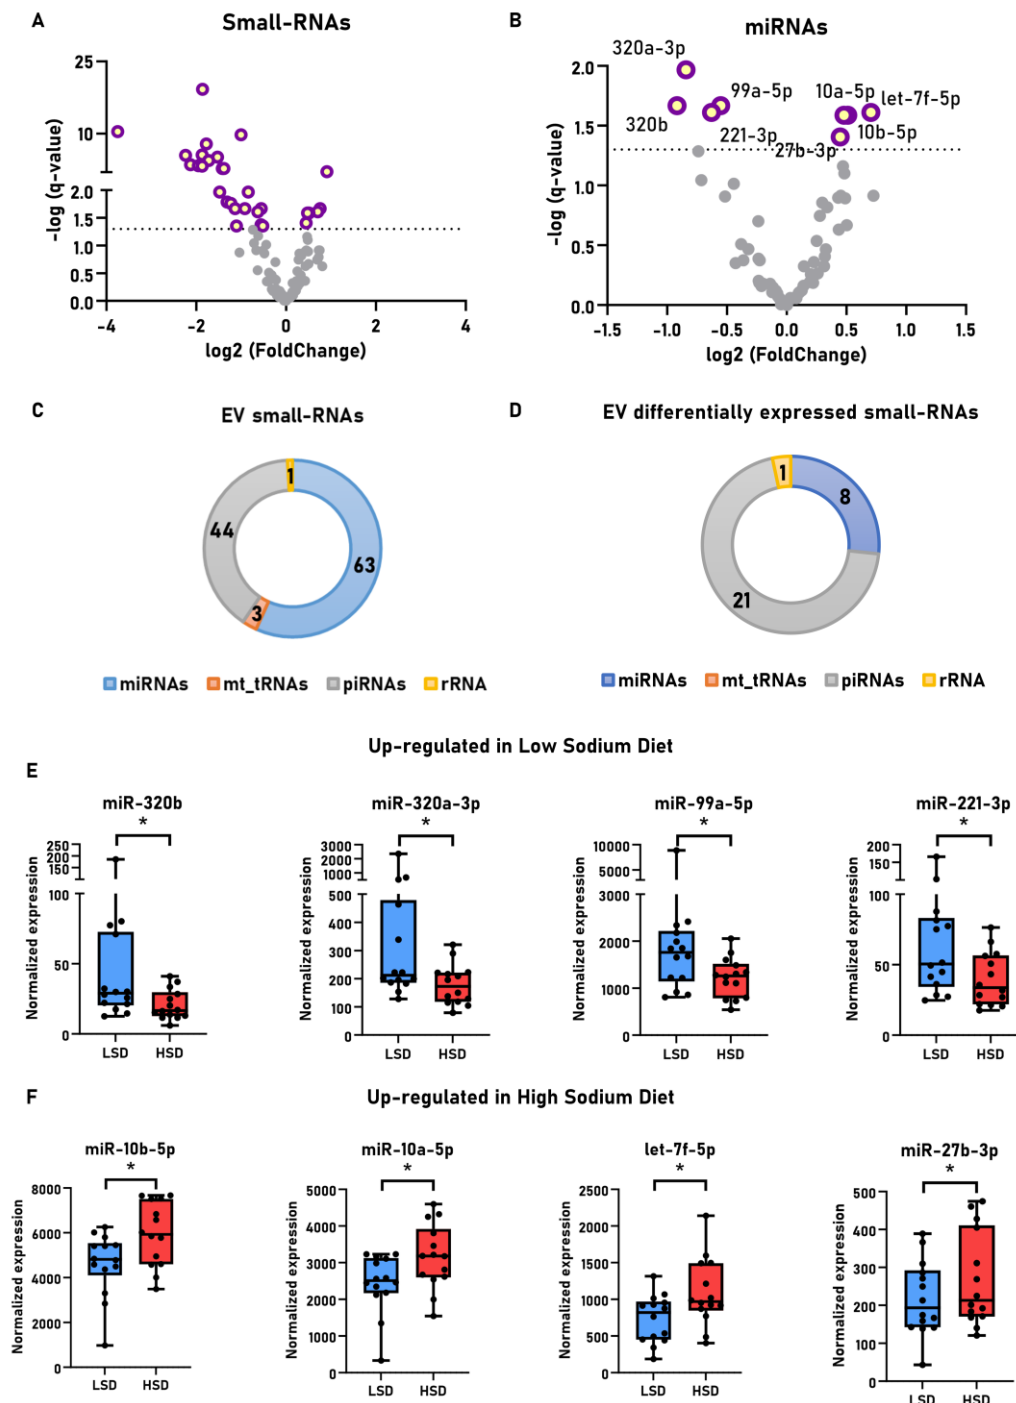 A
Small-RNAs
25
10
2.0
1.5
1.0
0.5
0.0
-log (q-value)
-4
-2
0
2
4
log2 (FoldChange)
B
miRNAs
2.0
1.5
1.0
0.5
0.0
-log (q-value)
320a-3p
99a-5p
10a-5p
let-7f-5p
320b
221-3p
10b-5p
27b-3p
-1.5
-1.0
-0.5
0.0
0.5
1.0
1.5
log2 (FoldChange)
C
EV small-RNAs
1
44
63
3
miRNAs mt_tRNAs piRNAs rRNA
D
EV differentially expressed small-RNAs
1
8
21
miRNAs mt_tRNAs piRNAs rRNA
Up-regulated in Low Sodium Diet
E
miR-320b
*
Normalized expression
250
200
150
100
50
0
LSD
HSD
miR-320a-3p
*
Normalized expression
3000
2000
1000
500
400
300
200
100
0
LSD
HSD
miR-99a-5p
*
Normalized expression
10000
5000
3000
2000
1000
0
LSD
HSD
miR-221-3p
*
Normalized expression
200
150
100
50
0
LSD
HSD
F
Up-regulated in High Sodium Diet
miR-10b-5p
*
Normalized expression
8000
6000
4000
2000
0
LSD
HSD
miR-10a-5p
*
Normalized expression
5000
4000
3000
2000
1000
0
LSD
HSD
let-7f-5p
*
Normalized expression
2500
2000
1500
1000
500
0
LSD
HSD
miR-27b-3p
*
Normalized expression
500
400
300
200
100
0
LSD
HSD